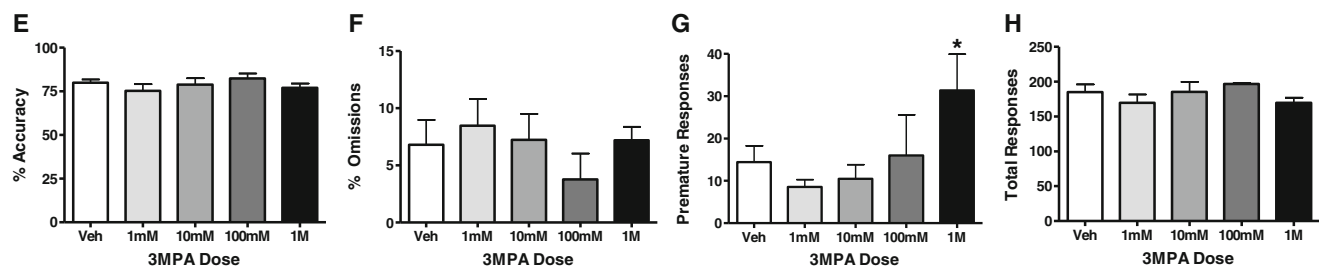 E
% Accuracy
100
75
50
25
0
Veh 1mM 10mM 100mM 1M
3MPA Dose
F
% Omissions
15
10
5
0
Veh 1mM 10mM 100mM 1M
3MPA Dose
G
Premature Responses
40
30
20
10
0
*
Veh 1mM 10mM 100mM 1M
3MPA Dose
H
Total Responses
250
200
150
100
50
0
Veh 1mM 10mM 100mM 1M
3MPA Dose